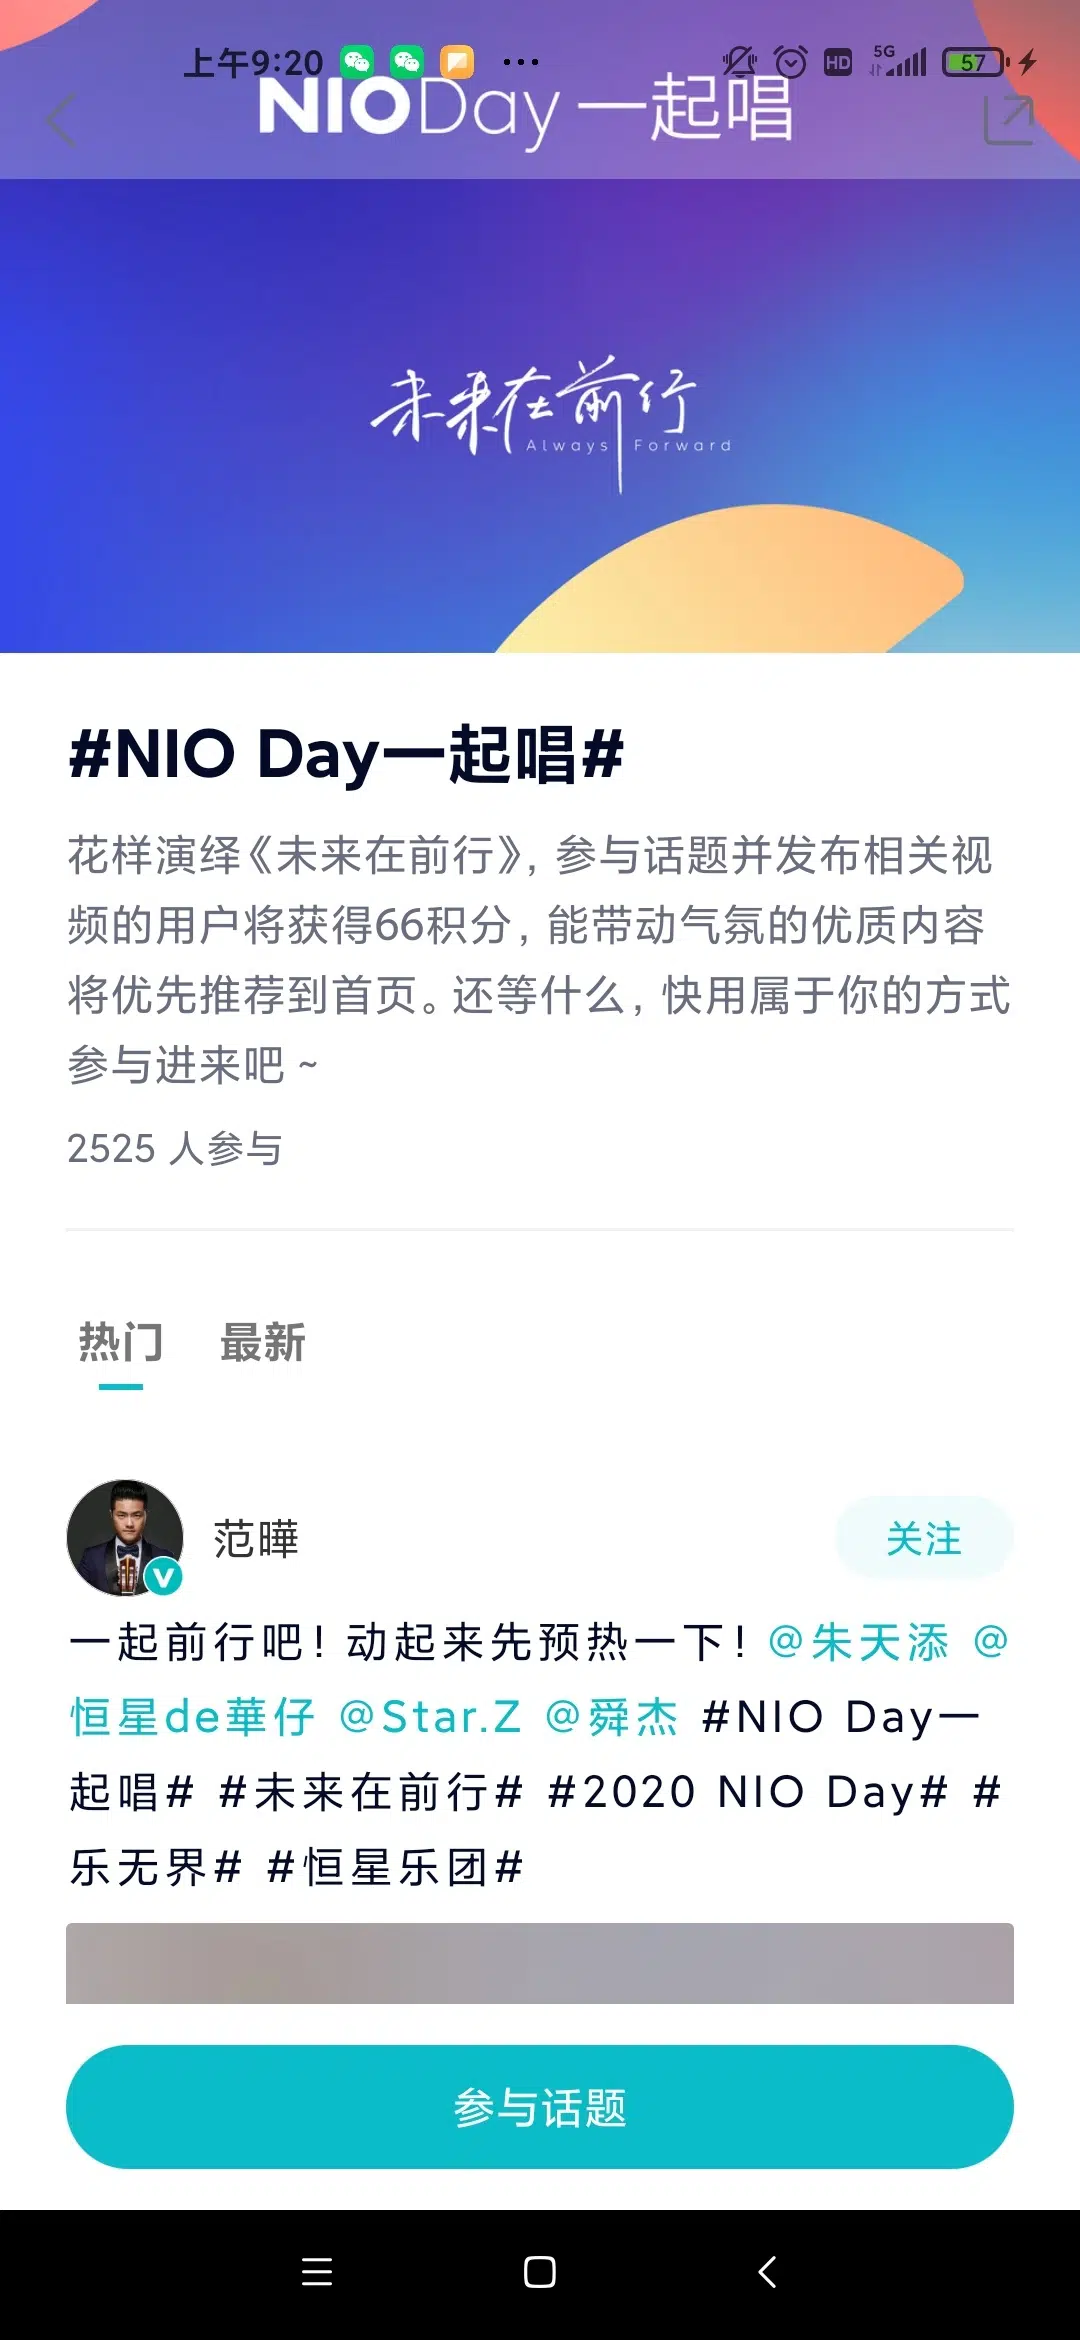 上午9:20
HD
5G
57
NIO Day 一起唱
未来在前行
Always Forward
#NIO Day一起唱#
花样演绎《未来在前行》，参与话题并发布相关视
频的用户将获得66积分，能带动气氛的优质内容
将优先推荐到首页。还等什么，快用属于你的方式
参与进来吧 ~
2525 人参与
热门 最新
范曄
关注
一起前行吧！动起来先预热一下！@朱天添 @
恒星de華仔 @Star.Z @舜杰 #NIO Day一
起唱# #未来在前行# #2020 NIO Day# #
乐无界# #恒星乐团#
参与话题